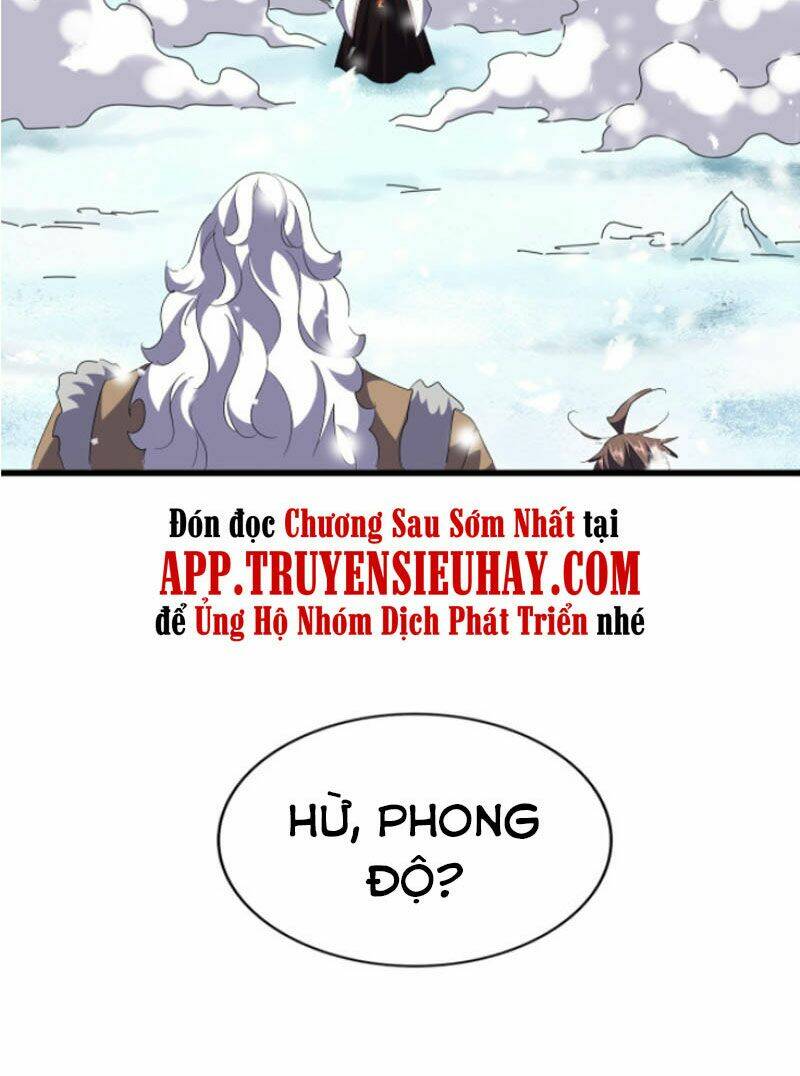 Đón đọc Chương Sau Sớm Nhất tại
APP.TRUYENSIEUHAY.COM
để Ủng Hộ Nhóm Dịch Phát Triển nhé
HỪ, PHONG
ĐỘ?